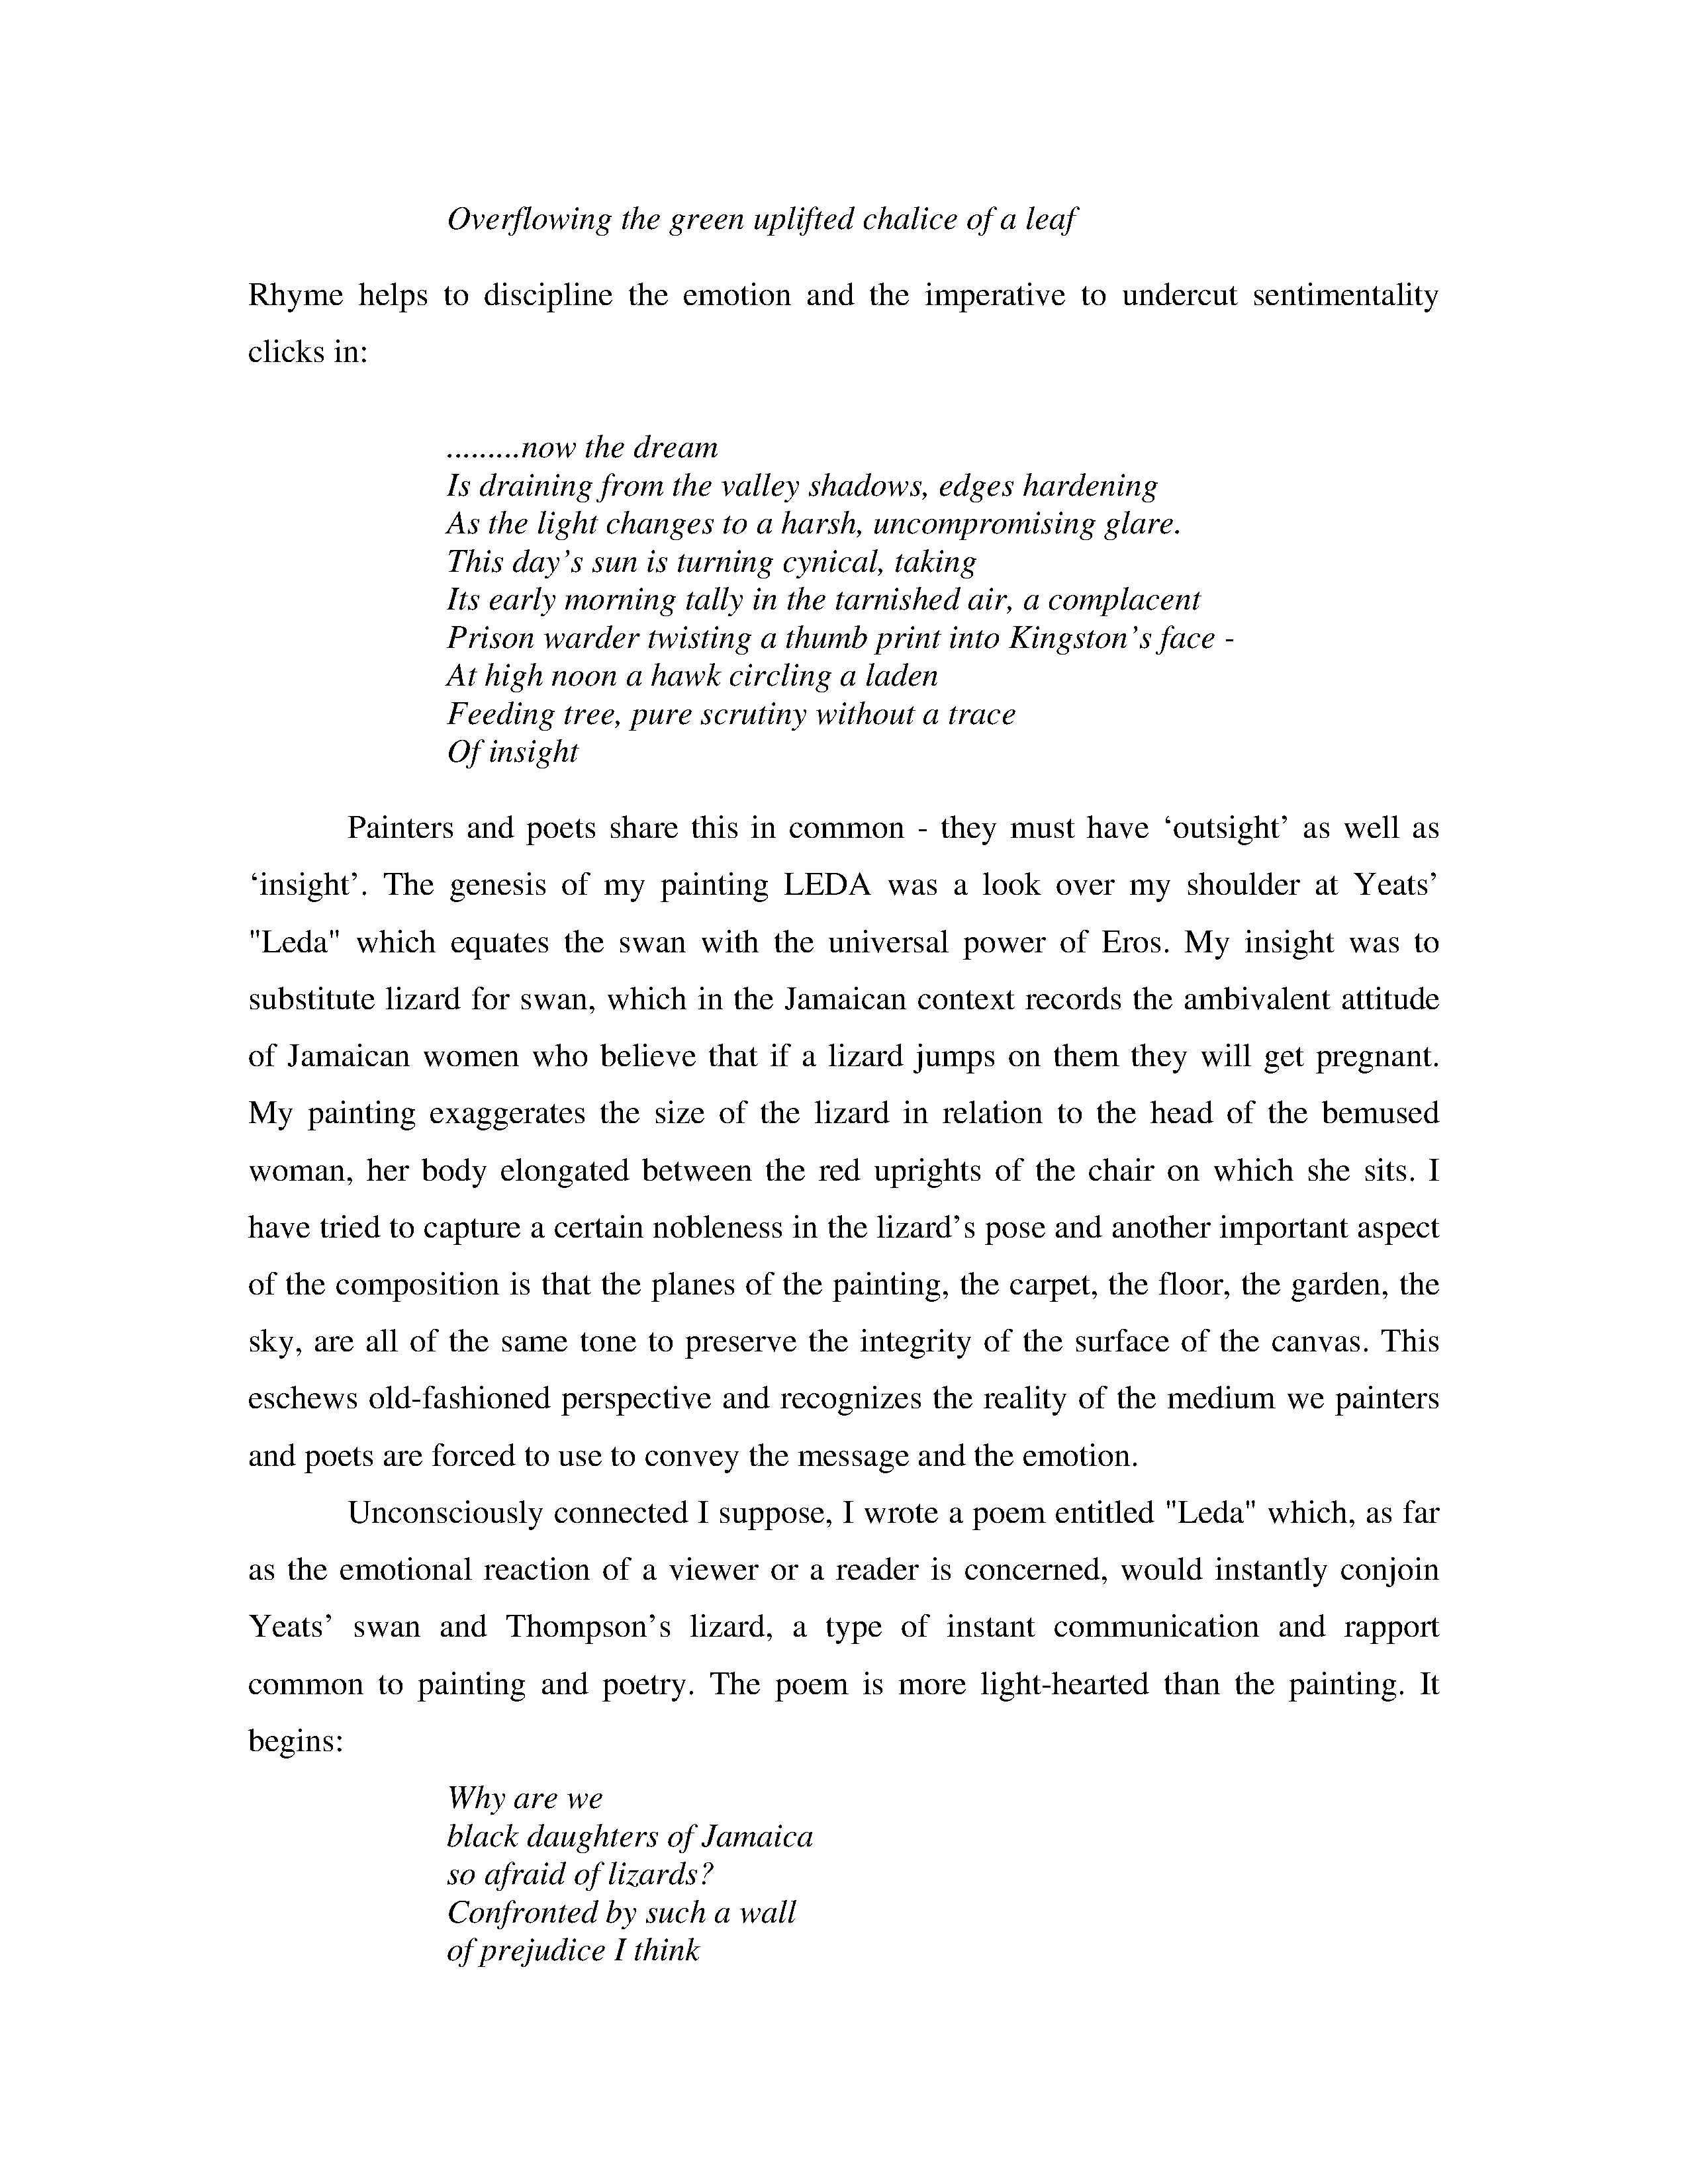 Overflowing the green uplifted chalice of a leaf
Rhyme helps to discipline the emotion and the imperative to undercut sentimentality
clicks in:
.........now the dream
Is draining from the valley shadows, edges hardening
As the light changes to a harsh, uncompromising glare.
This day’s sun is turning cynical, taking
Its early morning tally in the tarnished air, a complacent
Prison warder twisting a thumb print into Kingston’s face -
At high noon a hawk circling a laden
Feeding tree, pure scrutiny without a trace
Of insight
Painters and poets share this in common - they must have ‘outsight’ as well as
‘insight’. The genesis of my painting LEDA was a look over my shoulder at Yeats’
"Leda" which equates the swan with the universal power of Eros. My insight was to
substitute lizard for swan, which in the Jamaican context records the ambivalent attitude
of Jamaican women who believe that if a lizard jumps on them they will get pregnant.
My painting exaggerates the size of the lizard in relation to the head of the bemused
woman, her body elongated between the red uprights of the chair on which she sits. I
have tried to capture a certain nobleness in the lizard’s pose and another important aspect
of the composition is that the planes of the painting, the carpet, the floor, the garden, the
sky, are all of the same tone to preserve the integrity of the surface of the canvas. This
eschews old-fashioned perspective and recognizes the reality of the medium we painters
and poets are forced to use to convey the message and the emotion.
Unconsciously connected I suppose, I wrote a poem entitled "Leda" which, as far
as the emotional reaction of a viewer or a reader is concerned, would instantly conjoin
Yeats’ swan and Thompson’s lizard, a type of instant communication and rapport
common to painting and poetry. The poem is more light-hearted than the painting. It
begins:
Why are we
black daughters of Jamaica
so afraid of lizards?
Confronted by such a wall
of prejudice I think